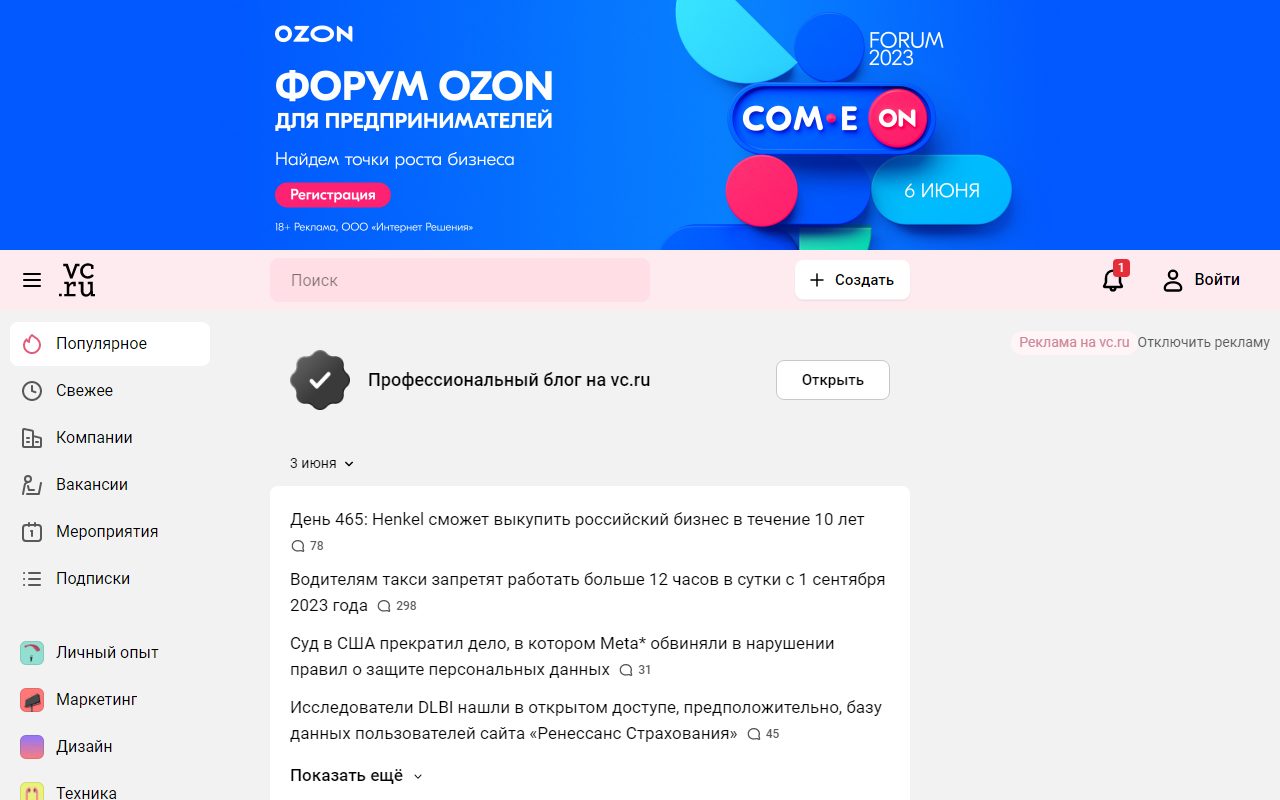 OZON
ФОРУМ OZON
ДЛЯ ПРЕДПРИНИМАТЕЛЕЙ
Найдем точки роста бизнеса
Регистрация
18+ Реклама, ООО «Интернет Решения»
FORUM
2023
COM•E ON
6 ИЮНЯ
vc
.ru
Поиск
Создать
1
Войти
Популярное
Свежее
Компании
Вакансии
1
Мероприятия
Подписки
Личный опыт
Маркетинг
Дизайн
Техника
Реклама на vc.ru Отключить рекламу
Профессиональный блог на vc.ru
Открыть
3 июня
День 465: Henkel сможет выкупить российский бизнес в течение 10 лет
78
Водителям такси запретят работать больше 12 часов в сутки с 1 сентября
2023 года 298
Суд в США прекратил дело, в котором Meta* обвиняли в нарушении
правил о защите персональных данных 31
Исследователи DLBI нашли в открытом доступе, предположительно, базу
данных пользователей сайта «Ренессанс Страхования» 45
Показать ещё